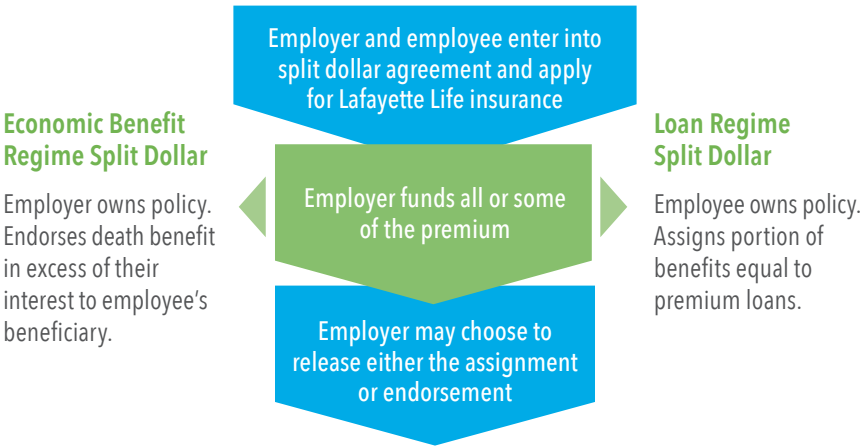 Employer and employee enter into
split dollar agreement and apply
for Lafayette Life insurance
Economic Benefit
Regime Split Dollar
Employer owns policy.
Endorses death benefit
in excess of their
interest to employee's
beneficiary.
Employer funds all or some
of the premium
Loan Regime
Split Dollar
Employee owns policy.
Assigns portion of
benefits equal to
premium loans.
Employer may choose to
release either the assignment
or endorsement